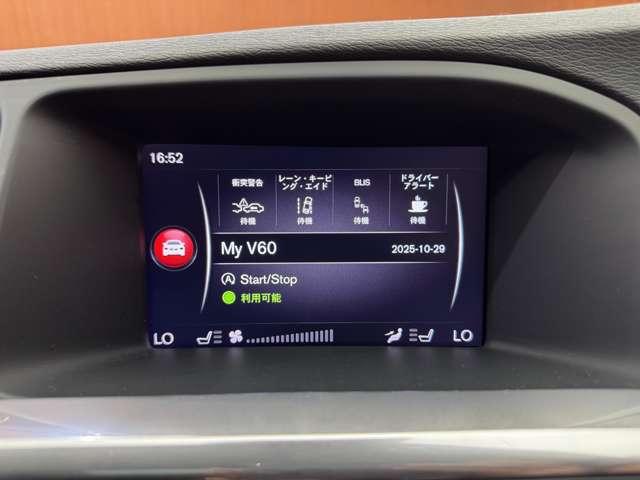 16:52
衝突警告
レーン・キーピ
ング・エイド
BLIS
ドライバー
アラート
待機
待機
待機
待機
My V60
2025-10-29
Start/Stop
利用可能
LO
LO